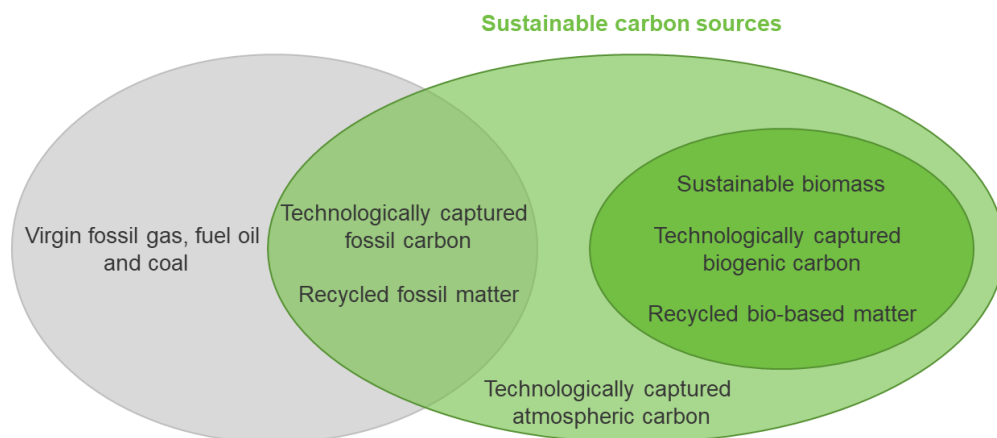 Sustainable carbon sources
Virgin fossil gas, fuel oil
and coal
Technologically captured
fossil carbon
Recycled fossil matter
Sustainable biomass
Technologically captured
biogenic carbon
Recycled bio-based matter
Technologically captured
atmospheric carbon